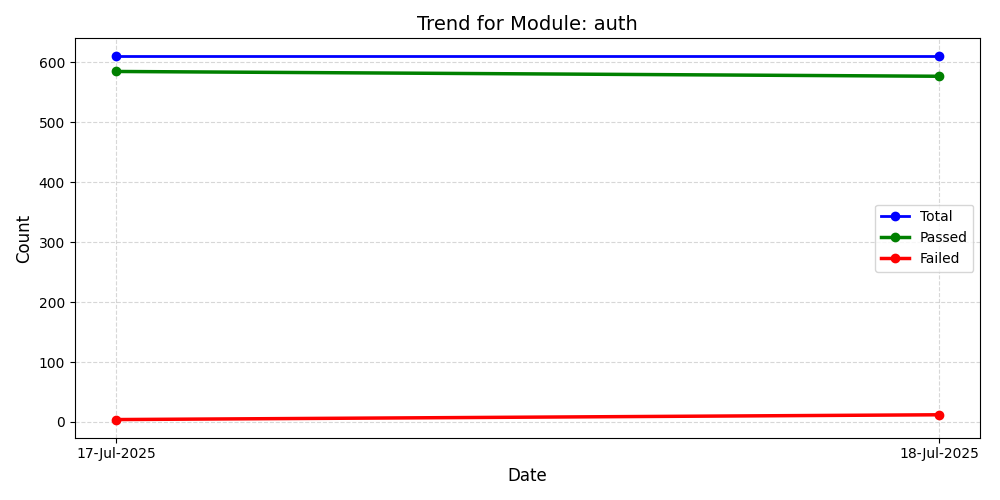 Trend for Module: auth
Count
600
500
400
300
200
100
0
Total
Passed
Failed
17-Jul-2025
18-Jul-2025
Date